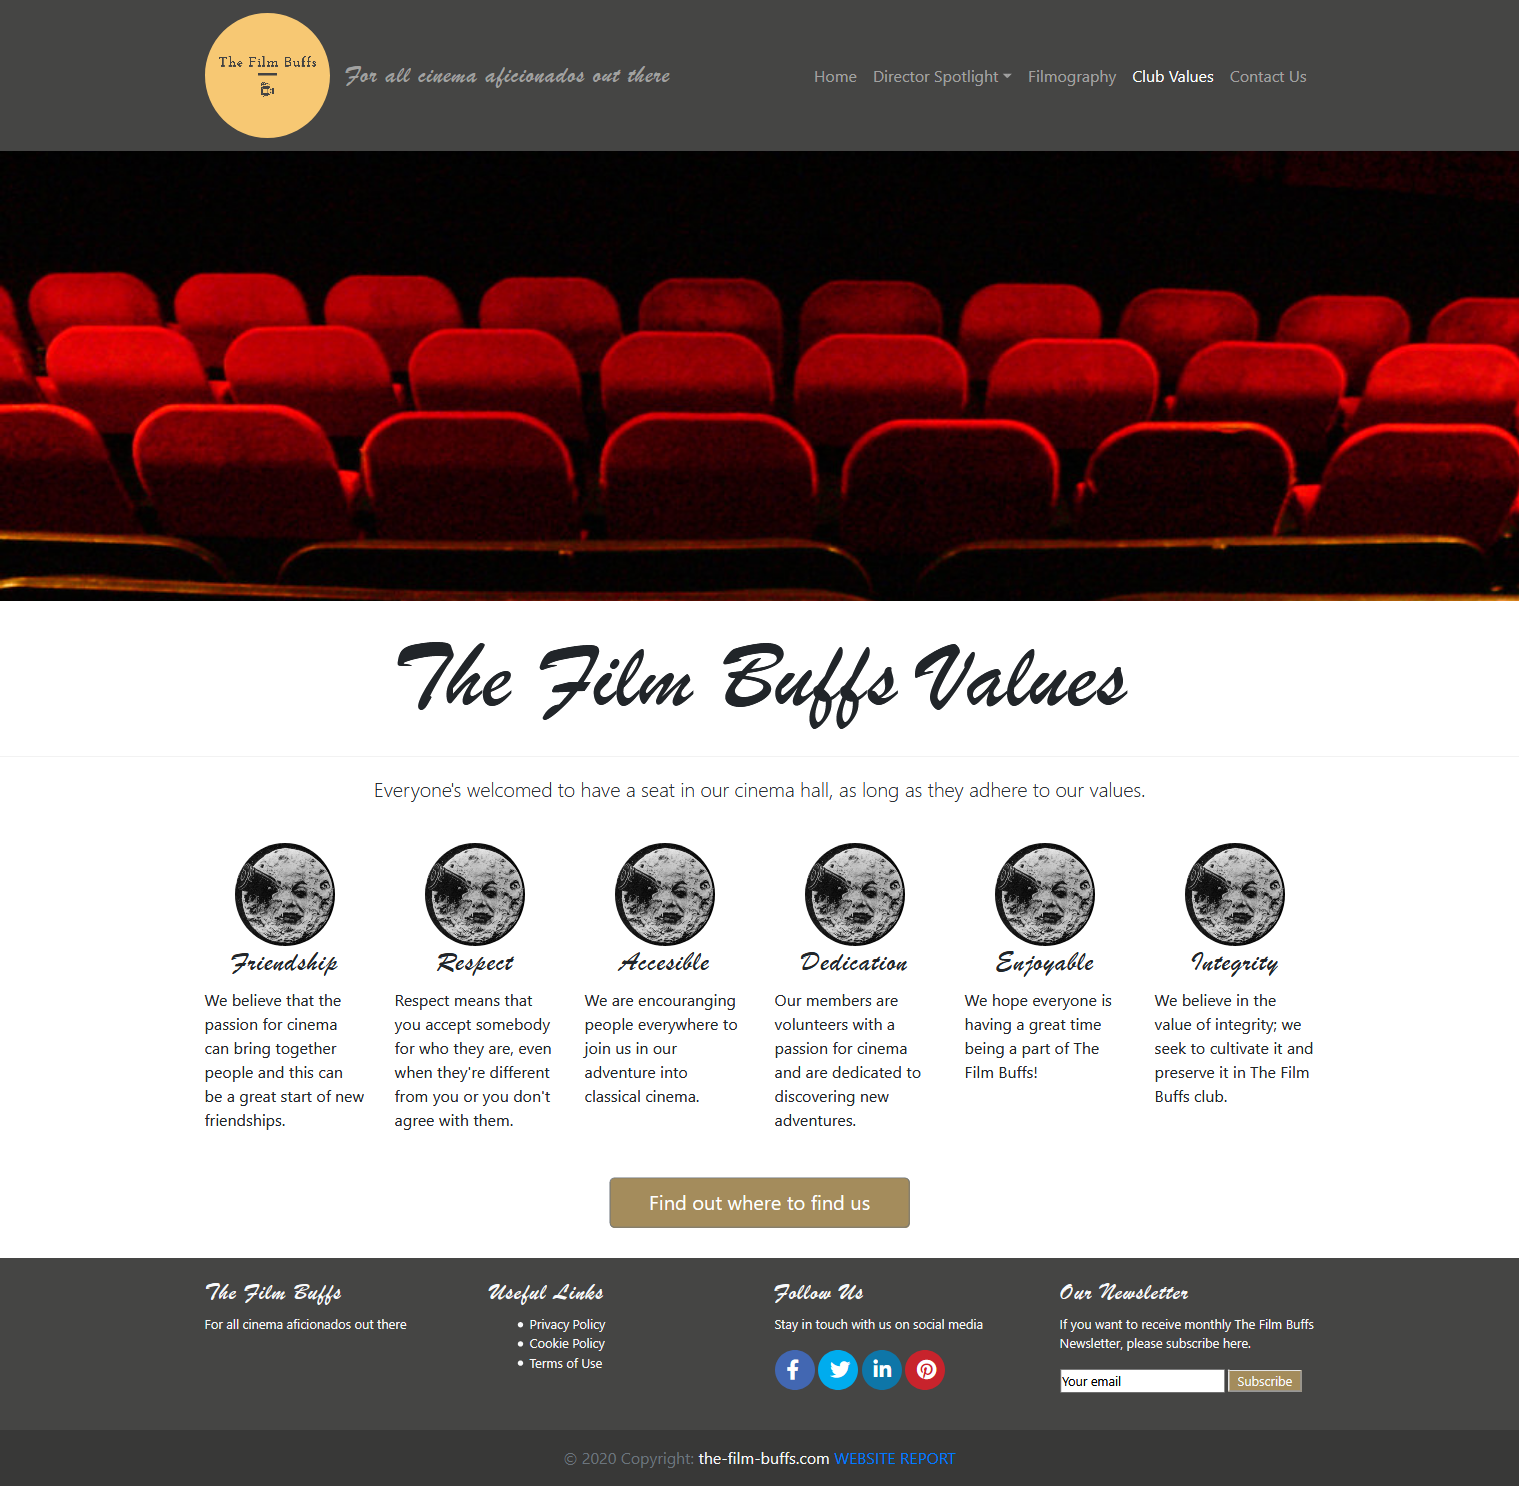 The Film Buffs
For all cinema aficionados out there
Home Director Spotlight Filmography Club Values Contact Us
The Film Buffs Values
Everyone's welcomed to have a seat in our cinema hall, as long as they adhere to our values.
Friendship
We believe that the
passion for cinema
can bring together
people and this can
be a great start of new
friendships.
Respect
Respect means that
you accept somebody
for who they are, even
when they're different
from you or you don't
agree with them.
Accesible
We are encouranging
people everywhere to
join us in our
adventure into
classical cinema.
Dedication
Our members are
volunteers with a
passion for cinema
and are dedicated to
discovering new
adventures.
Enjoyable
We hope everyone is
having a great time
being a part of The
Film Buffs!
Integrity
We believe in the
value of integrity; we
seek to cultivate it and
preserve it in The Film
Buffs club.
Find out where to find us
The Film Buffs
For all cinema aficionados out there
Useful Links
Privacy Policy
Cookie Policy
Terms of Use
Follow Us
Stay in touch with us on social media
Our Newsletter
If you want to receive monthly The Film Buffs
Newsletter, please subscribe here.
Your email Subscribe
© 2020 Copyright: the-film-buffs.com WEBSITE REPORT